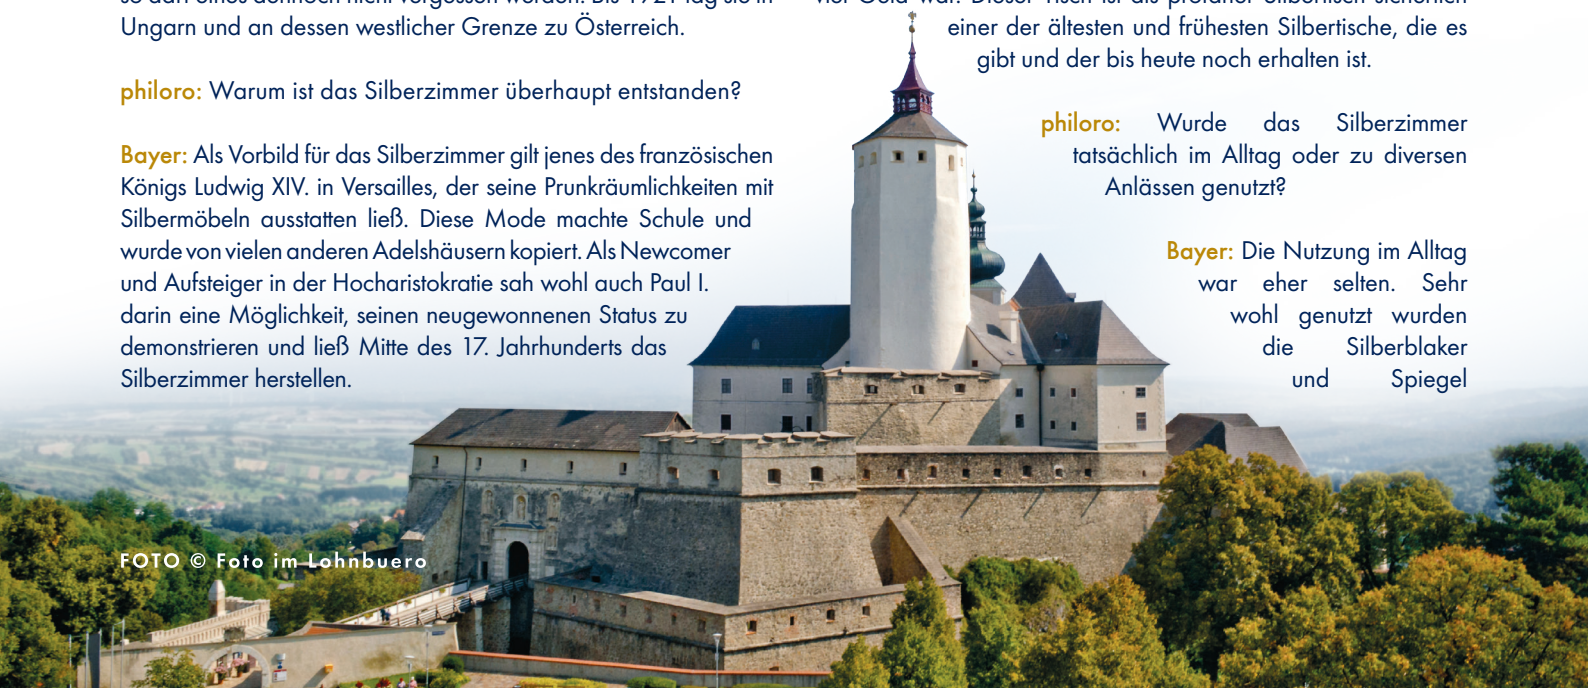 Ungarn und an dessen westlicher Grenze zu Österreich.
philoro: Warum ist das Silberzimmer überhaupt entstanden?
Bayer: Als Vorbild für das Silberzimmer gilt jenes des französischen
Königs Ludwig XIV. in Versailles, der seine Prunkräumlichkeiten mit
Silbermöbeln ausstatten ließ. Diese Mode machte Schule und
wurde von vielen anderen Adelshäusern kopiert. Als Newcomer
und Aufsteiger in der Hocharistokratie sah wohl auch Paul I.
darin eine Möglichkeit, seinen neugewonnenen Status zu
demonstrieren und ließ Mitte des 17. Jahrhunderts das
Silberzimmer herstellen.
einer der ältesten und frühesten Silbertische, die es
gibt und der bis heute noch erhalten ist.
philoro: Wurde das Silberzimmer
tatsächlich im Alltag oder zu diversen
Anlässen genutzt?
Bayer: Die Nutzung im Alltag
war eher selten. Sehr
wohl genutzt wurden
die Silberblaker
und Spiegel
FOTO © Foto im Lohnbuero